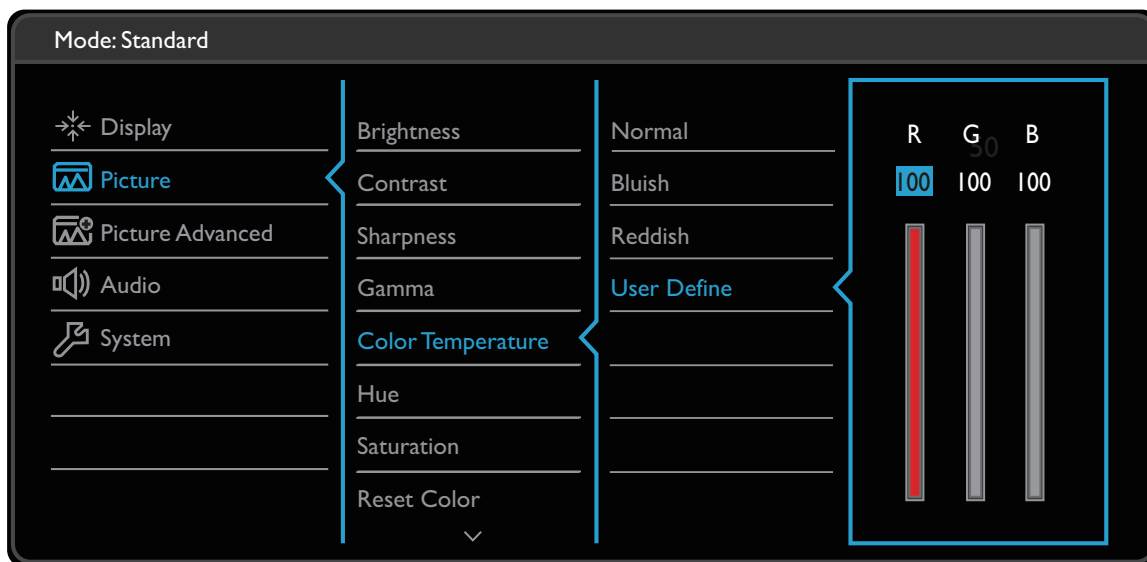 Mode: Standard
Display
Picture
Picture Advanced
Audio
System
Brightness
Contrast
Sharpness
Gamma
Color Temperature
Hue
Saturation
Reset Color
Normal
Bluish
Reddish
User Define
R G B
50
100 100 100